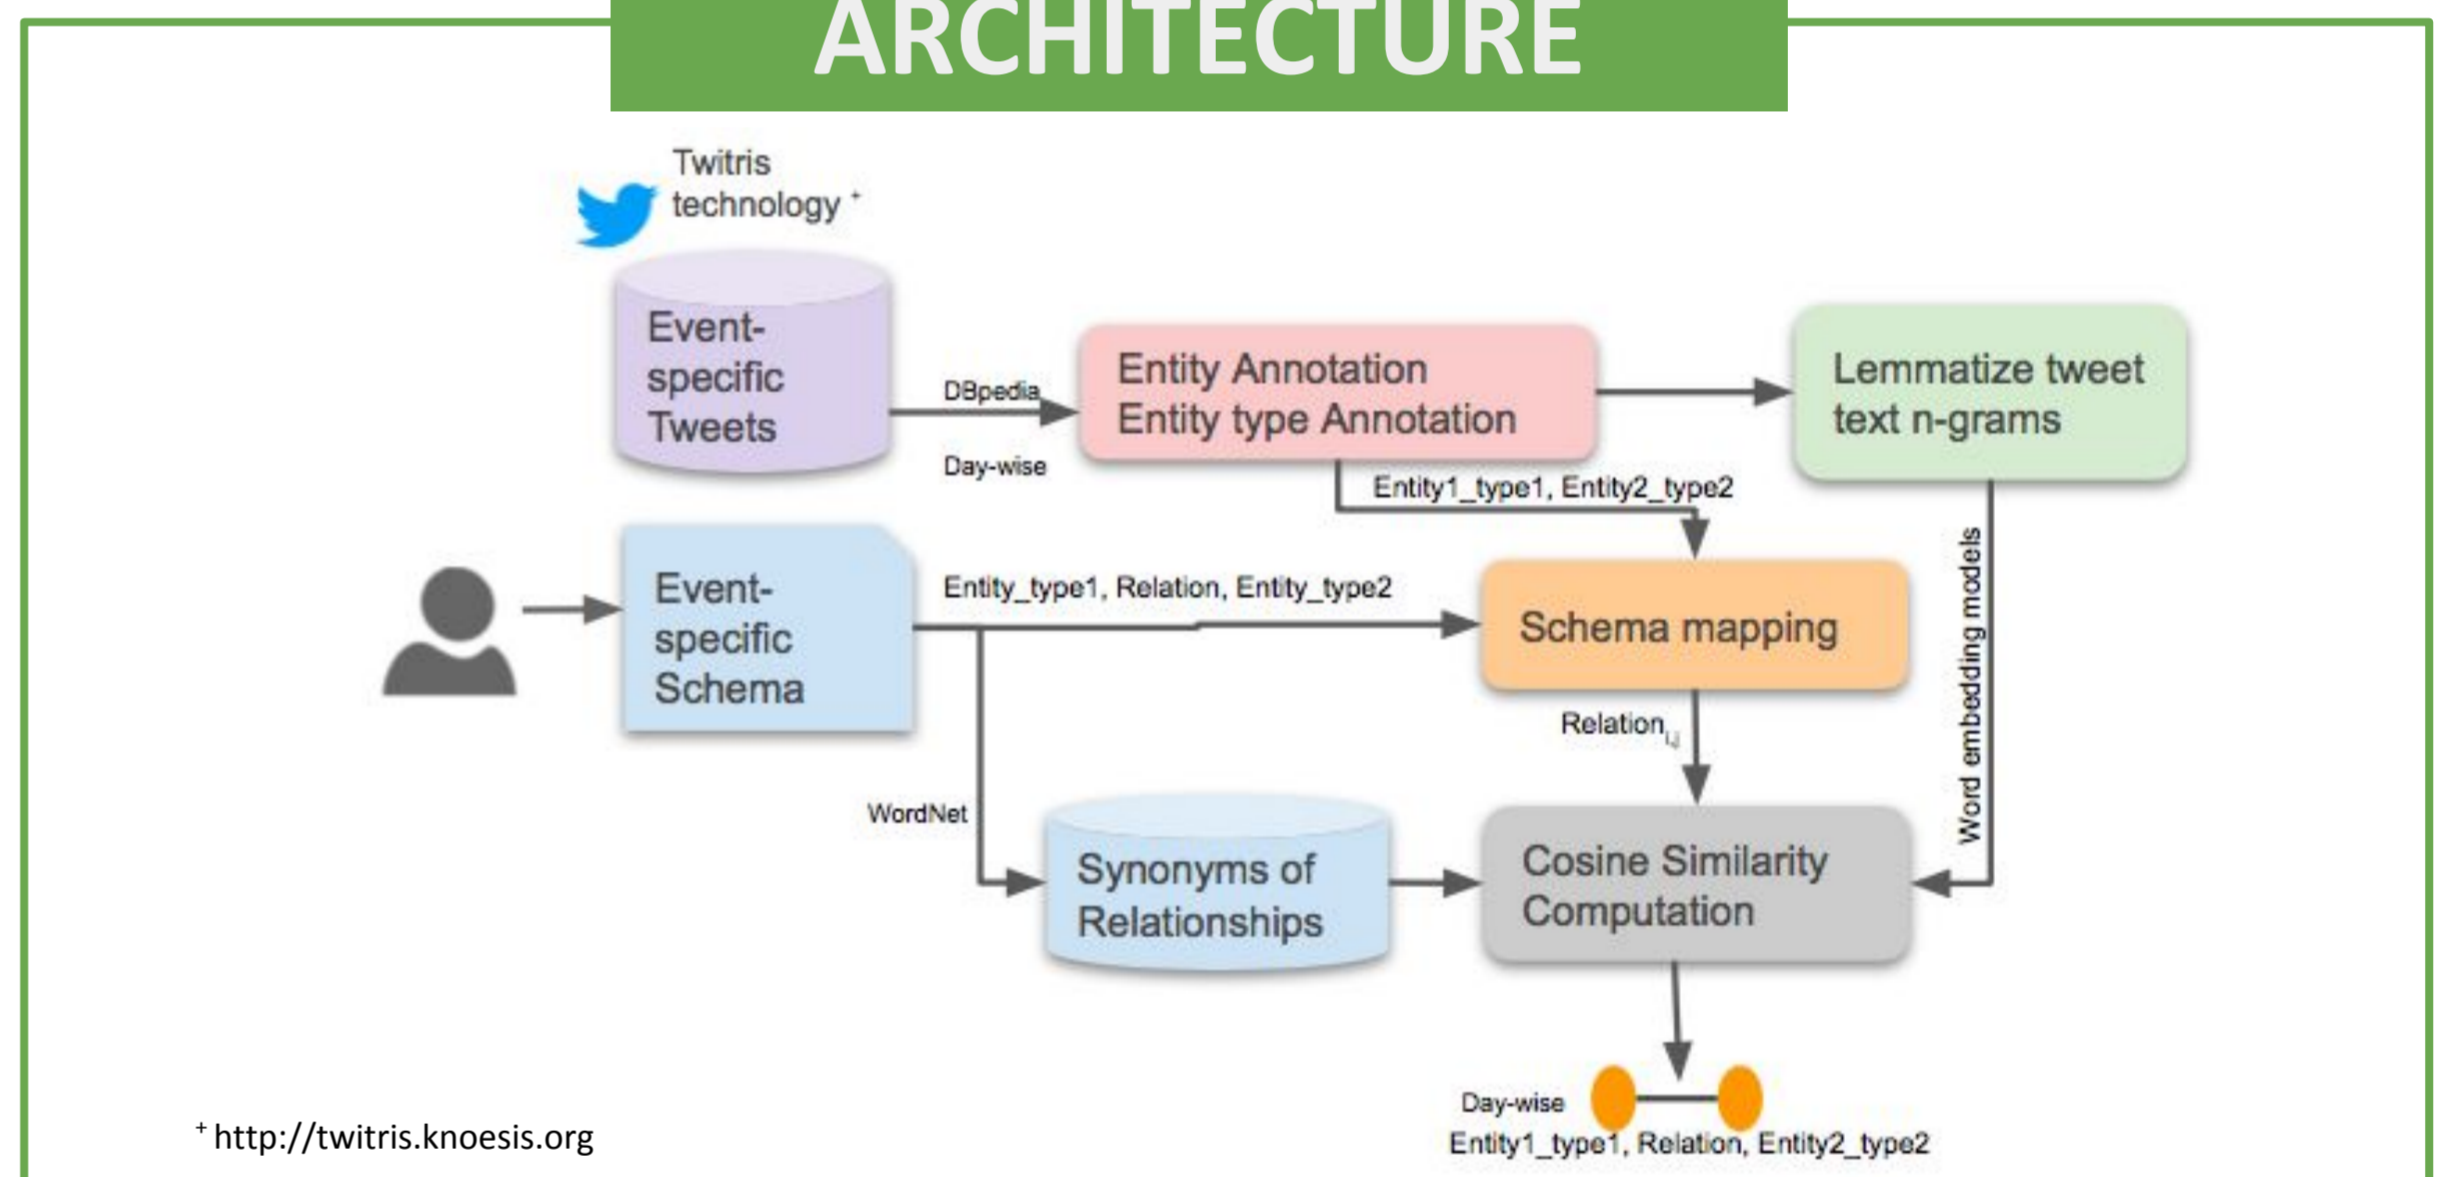 ARCHITECTURE
Twitris
technology +
Event-
specific
Tweets
DBpedia
Day-wise
Entity Annotation
Entity type Annotation
Lemmatize tweet
text n-grams
Entity1_type1, Entity2_type2
Event-
specific
Schema
Entity_type1, Relation, Entity_type2
Schema mapping
Word embedding models
Relation i,j
WordNet
Synonyms of
Relationships
Cosine Similarity
Computation
Day-wise
Entity1_type1, Relation, Entity2_type2
+ http://twitris.knoesis.org